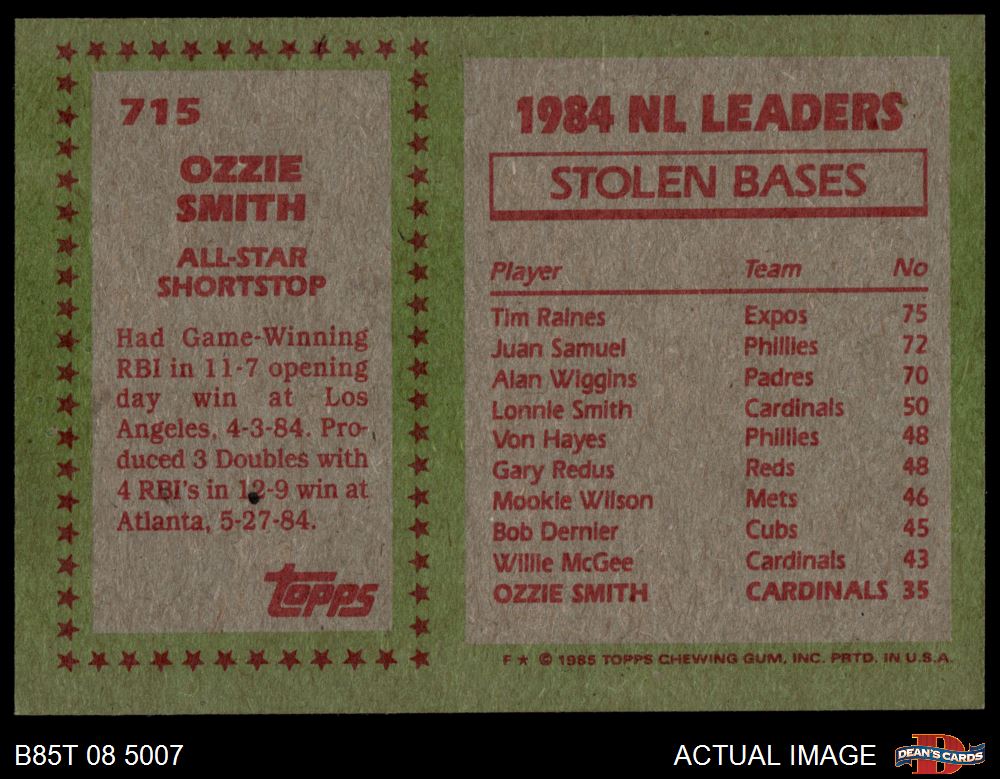 715
OZZIE
SMITH
ALL-STAR
SHORTSTOP
Had Game-Winning
RBI in 11-7 opening
day win at Los
Angeles, 4-3-84. Pro-
duced 3 Doubles with
4 RBI's in 12-9 win at
Atlanta, 5-27-84.
topps
1984 NL LEADERS
STOLEN BASES
Player Team No
Tim Raines Expos 75
Juan Samuel Phillies 72
Alan Wiggins Padres 70
Lonnie Smith Cardinals 50
Von Hayes Phillies 48
Gary Redus Reds 48
Mookie Wilson Mets 46
Bob Dernier Cubs 45
Willie McGee Cardinals 43
OZZIE SMITH CARDINALS 35
F ★ © 1985 TOPPS CHEWING GUM, INC. PRTD. IN U.S.A.
B85T 08 5007
ACTUAL IMAGE
D
DEAN'S CARDS